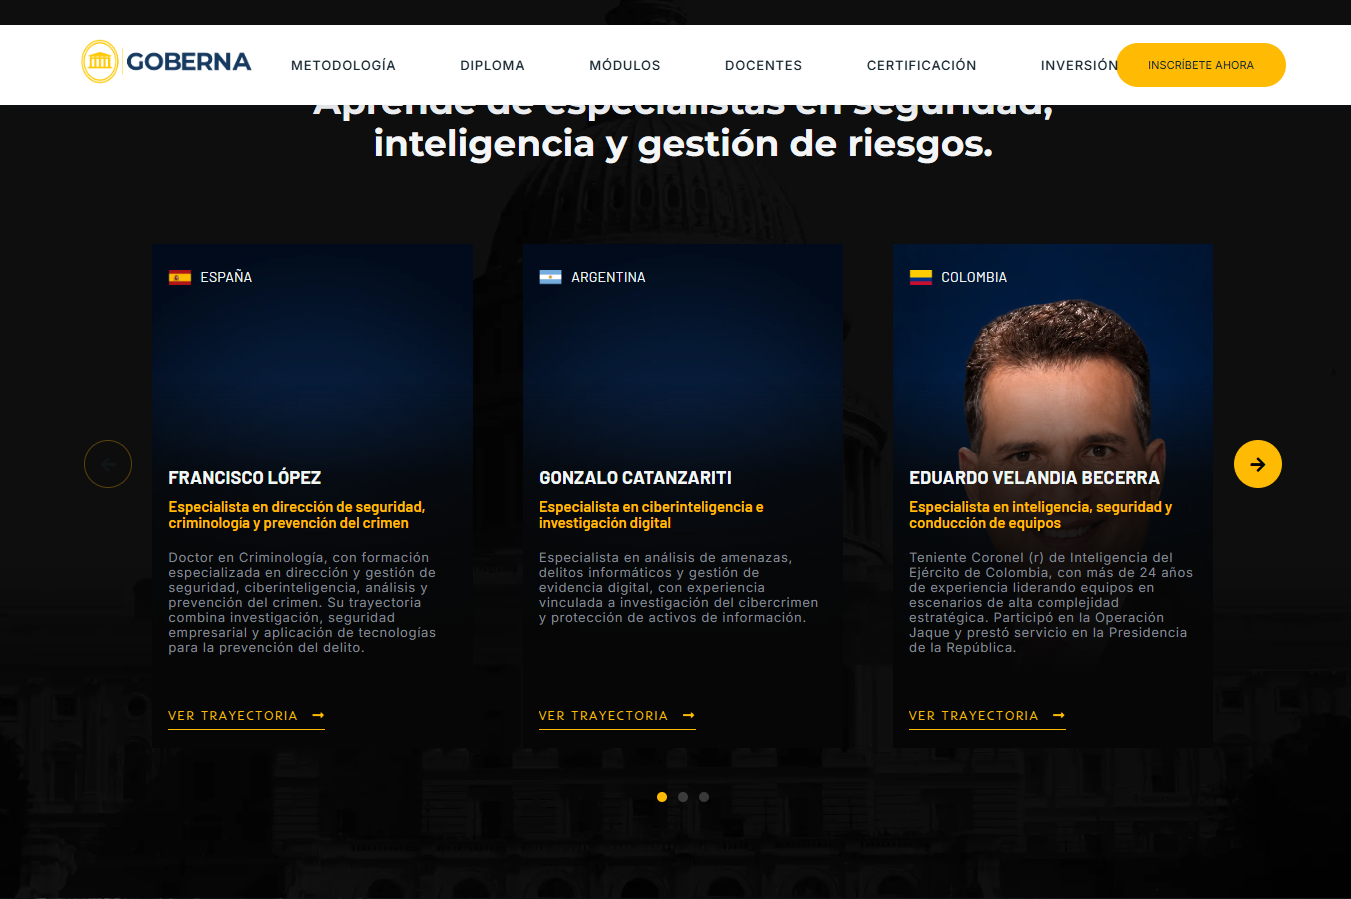 GOBERNA
METODOLOGÍA
DIPLOMA
MÓDULOS
DOCENTES
CERTIFICACIÓN
INVERSIÓN
INSCRÍBETE AHORA
Aprende de especialistas en seguridad,
inteligencia y gestión de riesgos.
ESPAÑA
FRANCISCO LÓPEZ
Especialista en dirección de seguridad,
criminología y prevención del crimen
Doctor en Criminología, con formación
especializada en dirección y gestión de
seguridad, ciberinteligencia, análisis y
prevención del crimen. Su trayectoria
combina investigación, seguridad
empresarial y aplicación de tecnologías
para la prevención del delito.
VER TRAYECTORIA
ARGENTINA
GONZALO CATANZARITI
Especialista en ciberinteligencia e
investigación digital
Especialista en análisis de amenazas,
delitos informáticos y gestión de
evidencia digital, con experiencia
vinculada a investigación del cibercrimen
y protección de activos de información.
VER TRAYECTORIA
COLOMBIA
EDUARDO VELANDIA BECERRA
Especialista en inteligencia, seguridad y
conducción de equipos
Teniente Coronel (r) de Inteligencia del
Ejército de Colombia, con más de 24 años
de experiencia liderando equipos en
escenarios de alta complejidad
estratégica. Participó en la Operación
Jaque y prestó servicio en la Presidencia
de la República.
VER TRAYECTORIA